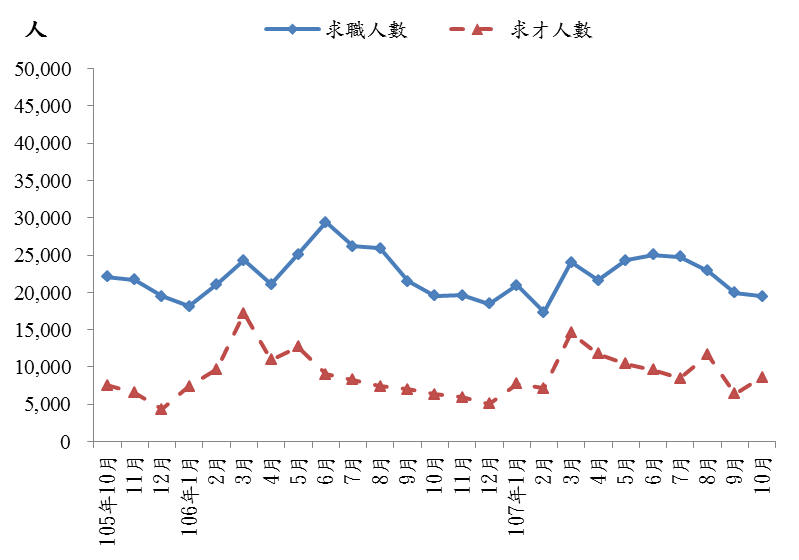 人
求職人數
求才人數
50,000
45,000
40,000
35,000
30,000
25,000
20,000
15,000
10,000
5,000
0
105年10月
11月
12月
106年1月
2月
3月
4月
5月
6月
7月
8月
9月
10月
11月
12月
107年1月
2月
3月
4月
5月
6月
7月
8月
9月
10月